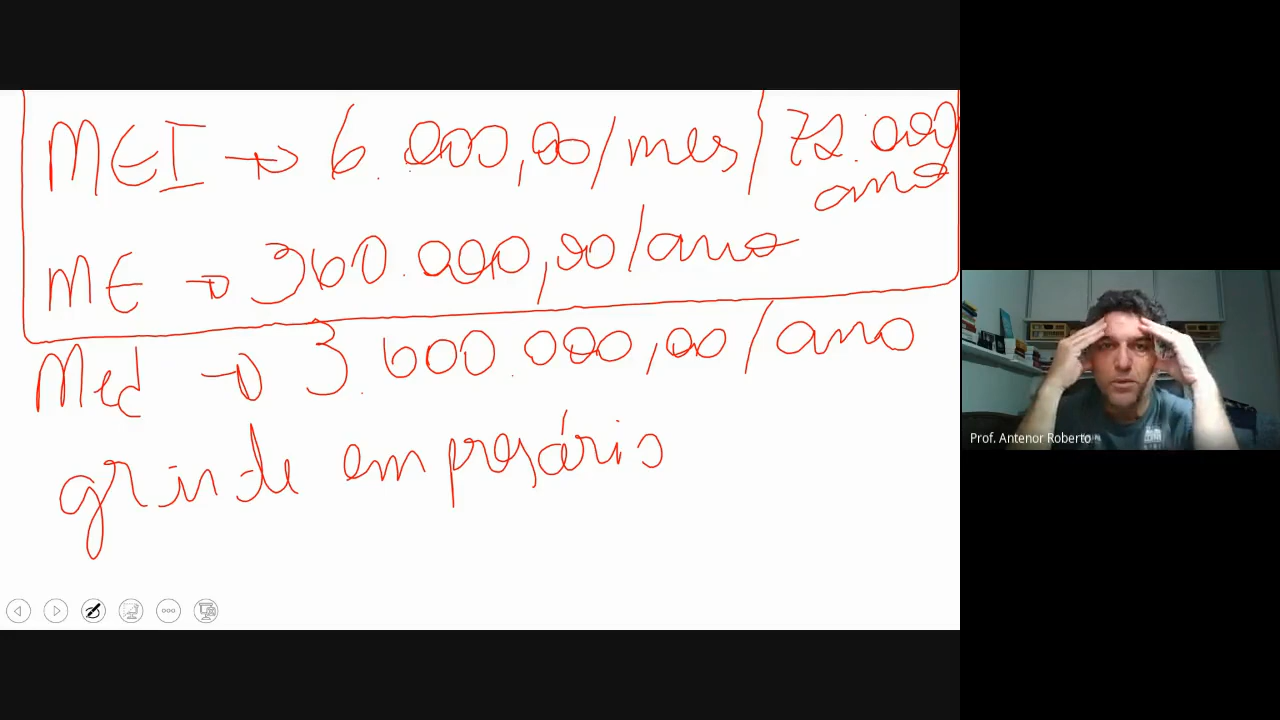 MEI → 6.000,00/mes/72.000
ano
ME → 360.000,00/ano
Med → 3.600.000,00/ano
grande empresário
Prof. Antenor Roberto